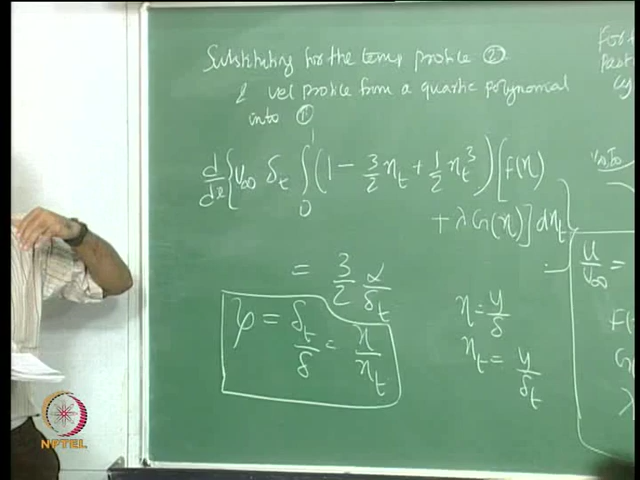 Substituting for the temp profile ②
& vel profile from a quartic polynomial
into ①
d/dx { u∞ δt ∫₀¹ (1 − 3/2 ηt + 1/2 ηt³) [F(η)
+ λG(η)] dηt }
= 3/2 α/δt
φ = δt/δ = η/ηt
η = y/δ
ηt = y/δt
u/u∞ =
λ
NPTEL